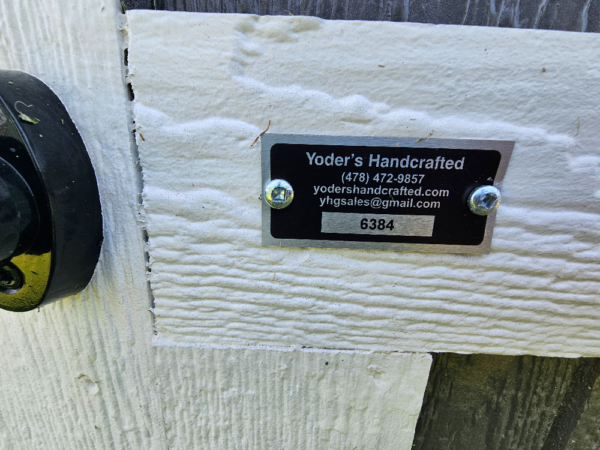 Yoder's Handcrafted
(478) 472-9857
yodershandcrafted.com
yhgsales@gmail.com
6384